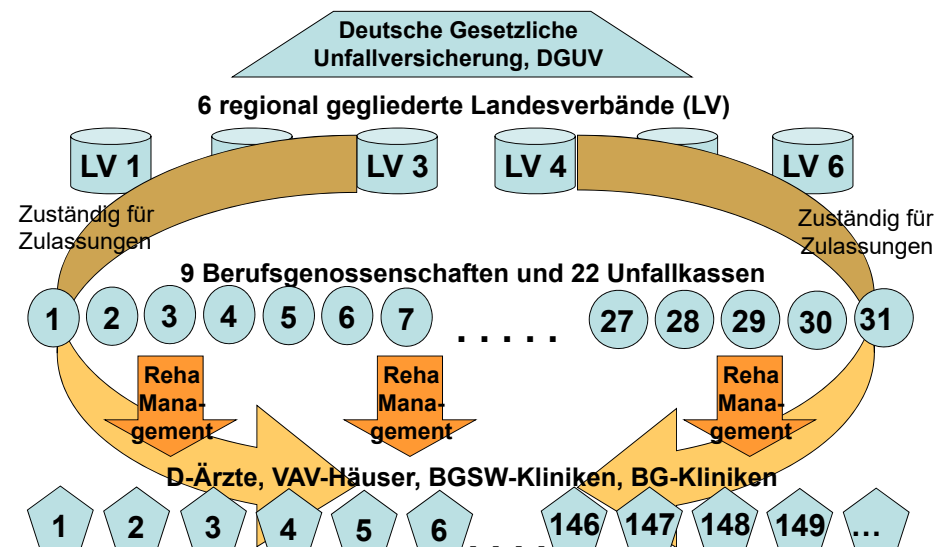 Deutsche Gesetzliche
Unfallversicherung, DGUV
6 regional gegliederte Landesverbände (LV)
LV 1
LV 3
LV 4
LV 6
Zuständig für
Zulassungen
Zuständig für
Zulassungen
9 Berufsgenossenschaften und 22 Unfallkassen
1 2 3 4 5 6 7 . . . . . 27 28 29 30 31
Reha
Mana-
gement
Reha
Mana-
gement
Reha
Mana-
gement
D-Ärzte, VAV-Häuser, BGSW-Kliniken, BG-Kliniken
1 2 3 4 5 6 . . . . 146 147 148 149 ...